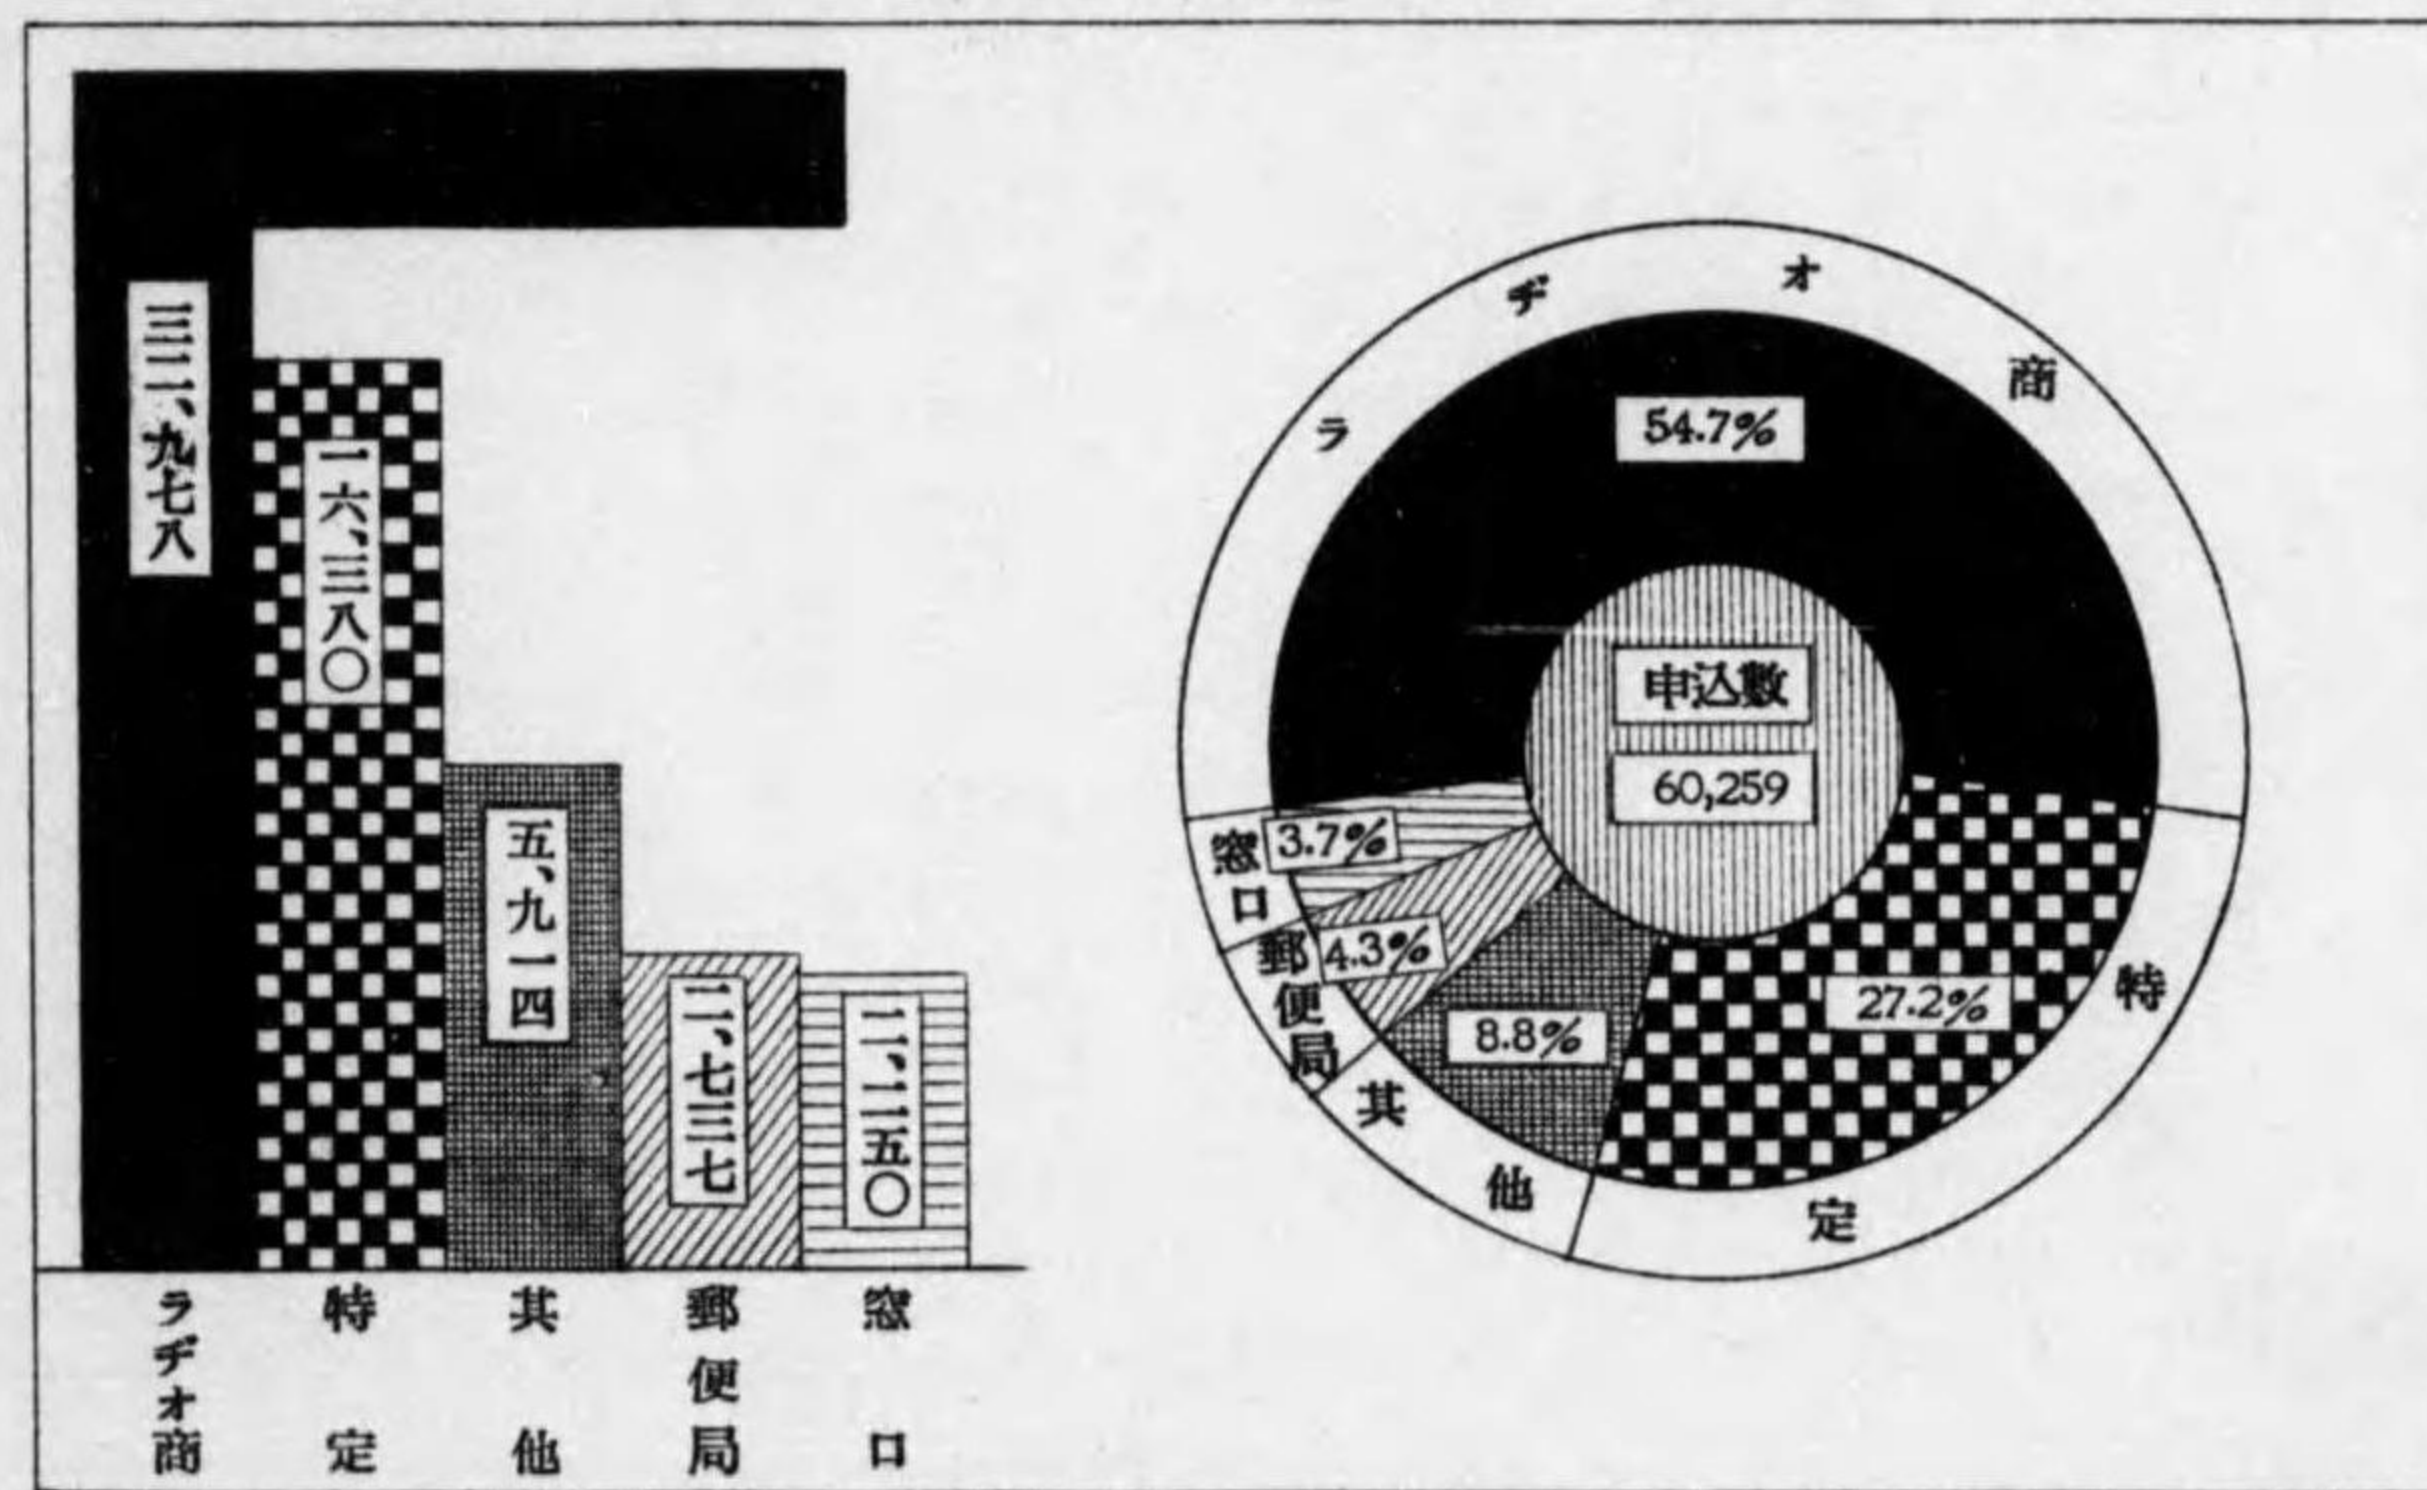 三二、九七八
一六、三八〇
五、九一四
二、七三七
二、二五〇
ラヂオ商
特定
其他
郵便局
窓口
ラヂオ商
54.7%
申込數
60,259
窓口
3.7%
郵便局
4.3%
其他
8.8%
特定
27.2%